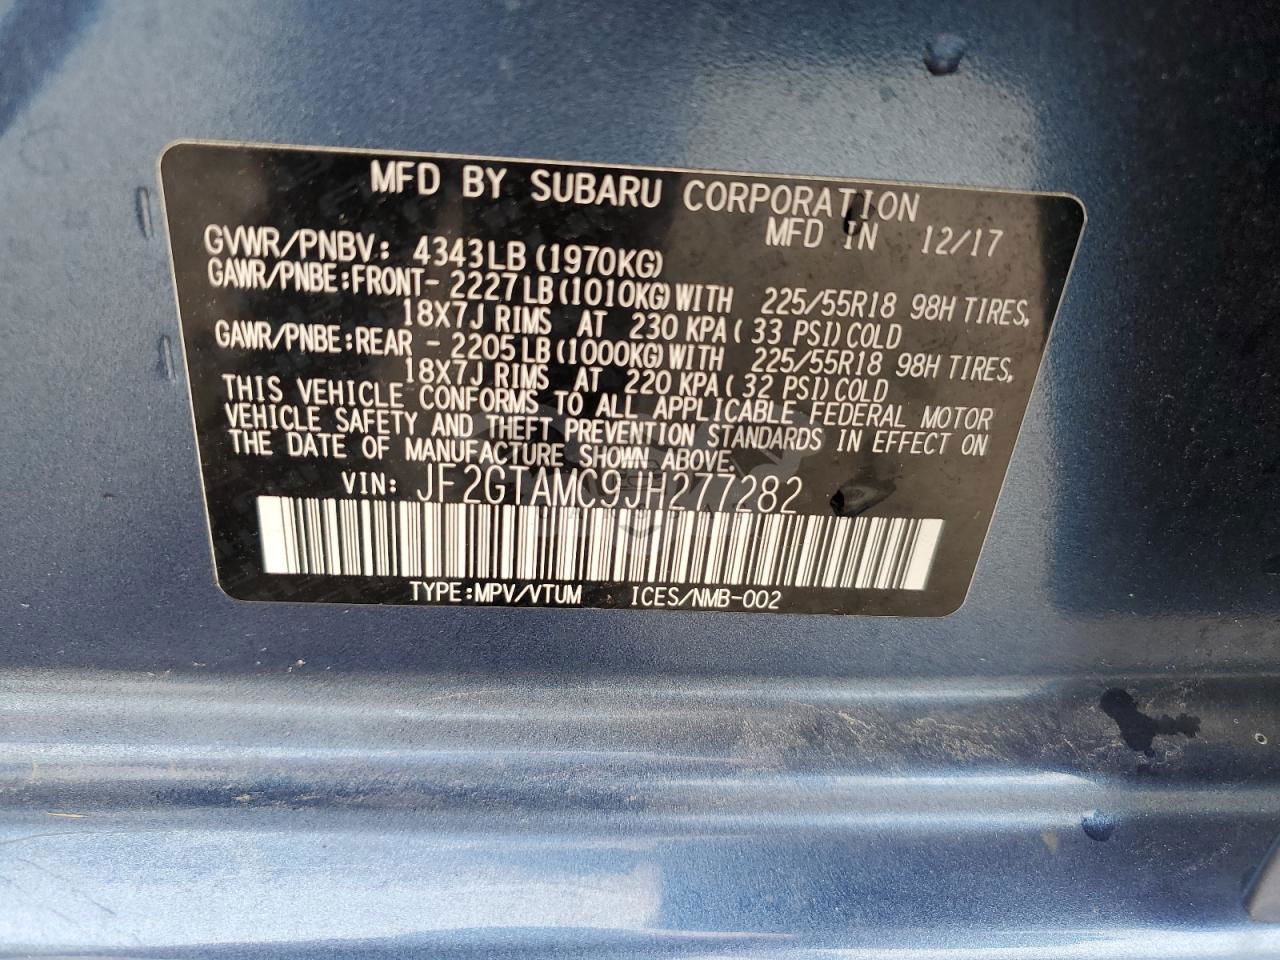 MFD BY SUBARU CORPORATION
MFD IN 12/17
GVWR/PNBV: 4343LB (1970KG)
GAWR/PNBE:FRONT- 2227LB(1010KG)WITH 225/55R18 98H TIRES,
18X7J RIMS AT 230 KPA( 33 PSI)COLD
GAWR/PNBE:REAR - 2205LB(1000KG)WITH 225/55R18 98H TIRES,
18X7J RIMS AT 220 KPA( 32 PSI)COLD
THIS VEHICLE CONFORMS TO ALL APPLICABLE FEDERAL MOTOR
VEHICLE SAFETY AND THEFT PREVENTION STANDARDS IN EFFECT ON
THE DATE OF MANUFACTURE SHOWN ABOVE.
VIN: JF2GTAMC9JH277282
TYPE:MPV/VTUM ICES/NMB-002